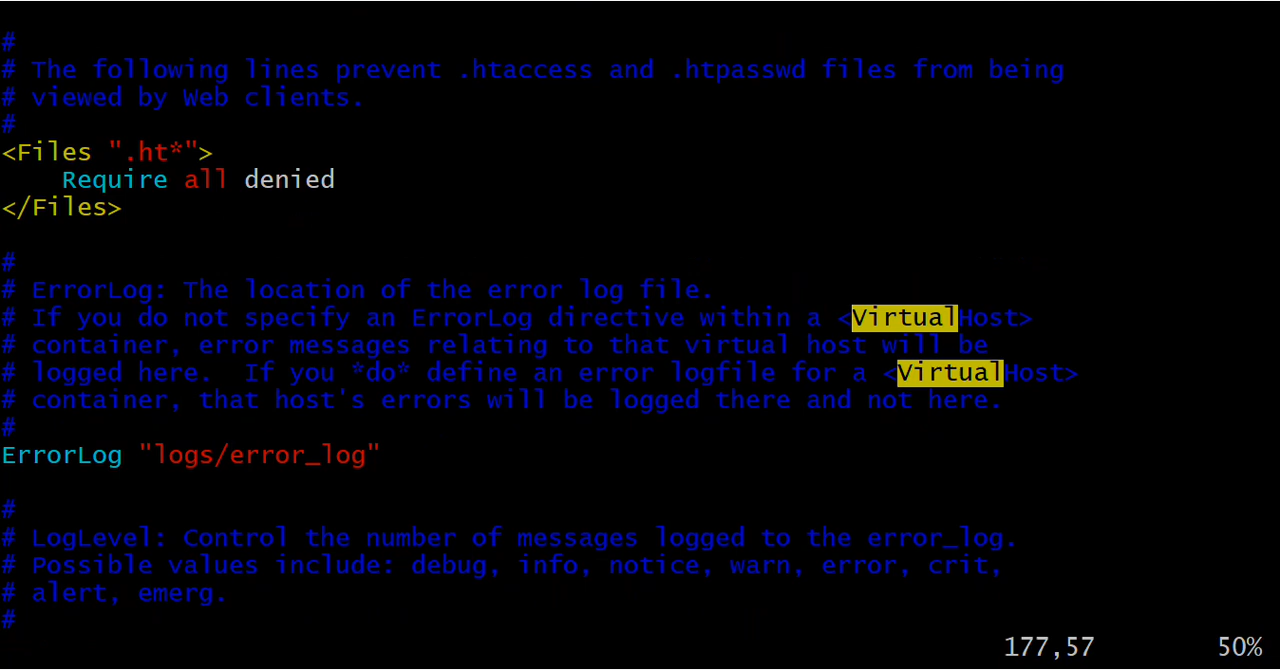 #
# The following lines prevent .htaccess and .htpasswd files from being
# viewed by Web clients.
#
<Files ".ht*">
    Require all denied
</Files>

#
# ErrorLog: The location of the error log file.
# If you do not specify an ErrorLog directive within a <VirtualHost>
# container, error messages relating to that virtual host will be
# logged here.  If you *do* define an error logfile for a <VirtualHost>
# container, that host's errors will be logged there and not here.
#
ErrorLog "logs/error_log"

#
# LogLevel: Control the number of messages logged to the error_log.
# Possible values include: debug, info, notice, warn, error, crit,
# alert, emerg.
#
177,57 50%